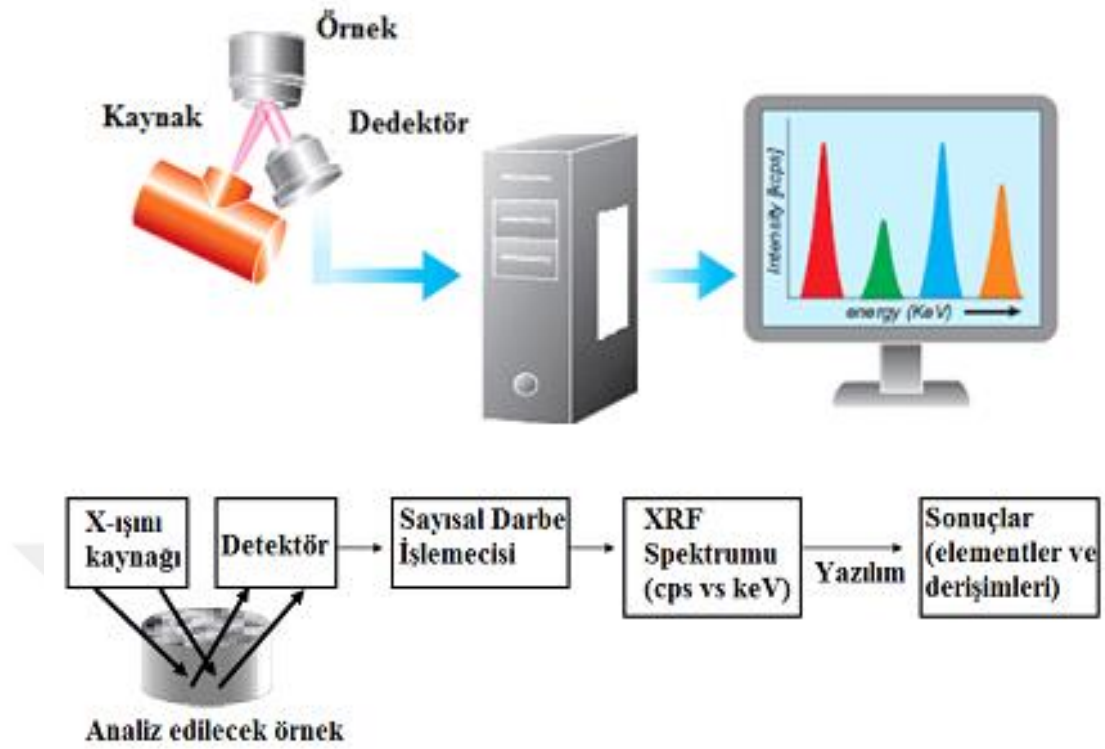 Örnek
Kaynak
Dedektör
Intensity [kcps]
energy (KeV)
X-ışını
kaynağı
Detektör
Sayısal Darbe
İşlemecisi
XRF
Spektrumu
(cps vs keV)
Yazılım
Sonuçlar
(elementler ve
derişimleri)
Analiz edilecek örnek